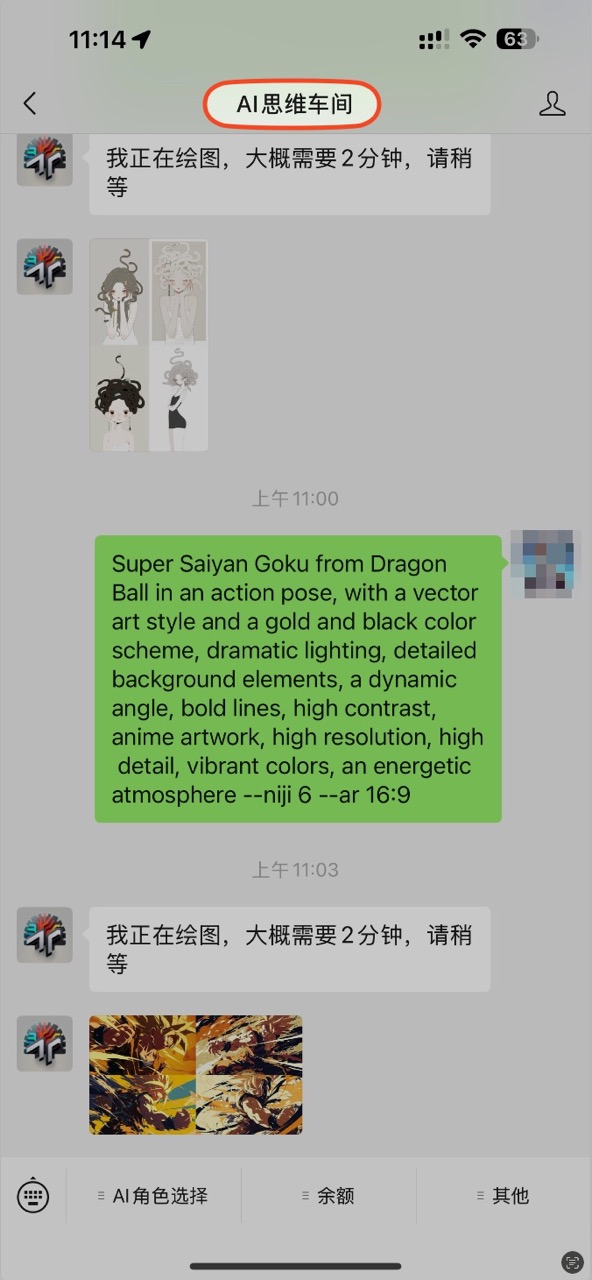 11:14
63
AI思维车间
我正在绘图，大概需要2分钟，请稍
等
上午11:00
Super Saiyan Goku from Dragon
Ball in an action pose, with a vector
art style and a gold and black color
scheme, dramatic lighting, detailed
background elements, a dynamic
angle, bold lines, high contrast,
anime artwork, high resolution, high
detail, vibrant colors, an energetic
atmosphere --niji 6 --ar 16:9
上午11:03
我正在绘图，大概需要2分钟，请稍
等
AI角色选择
余额
其他